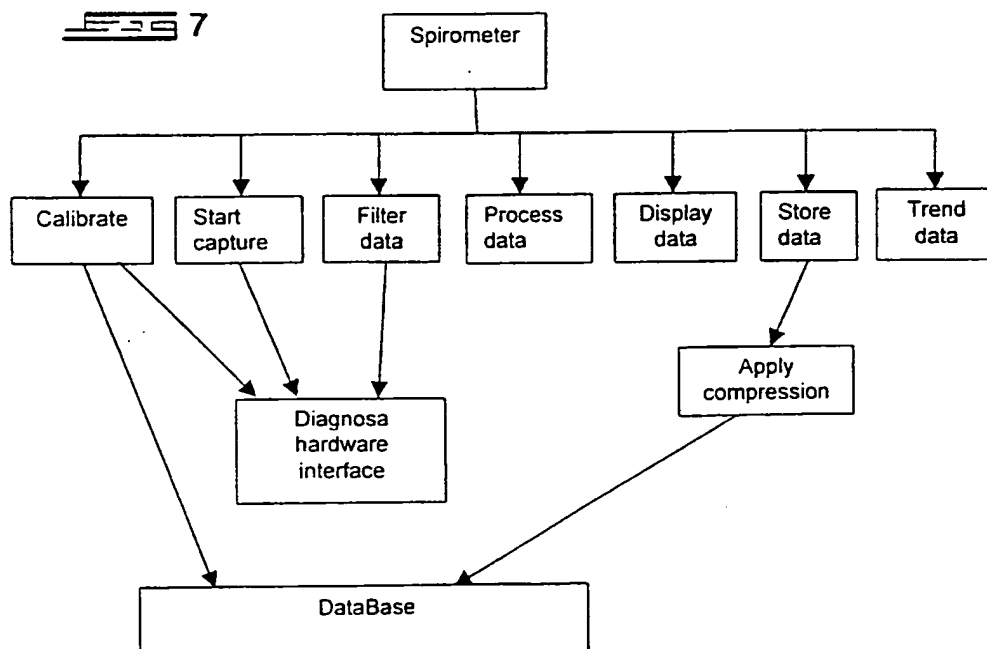 7
Spirometer
Calibrate
Start
capture
Filter
data
Process
data
Display
data
Store
data
Trend
data
Apply
compression
Diagnosa
hardware
interface
DataBase